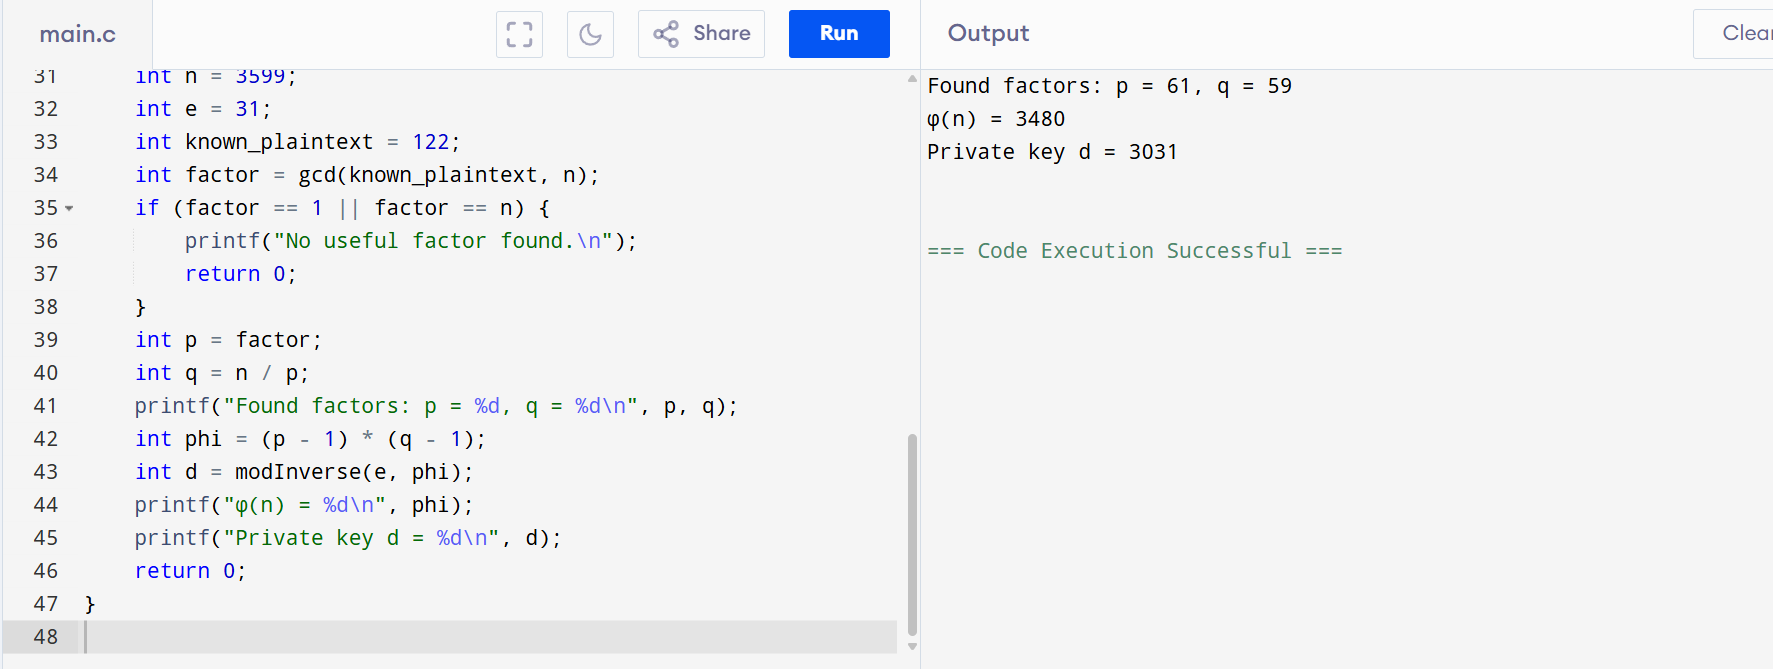 main.c
Share
Run
Output
Clear
31 int n = 3599;
32 int e = 31;
33 int known_plaintext = 122;
34 int factor = gcd(known_plaintext, n);
35 if (factor == 1 || factor == n) {
36 printf("No useful factor found.\n");
37 return 0;
38 }
39 int p = factor;
40 int q = n / p;
41 printf("Found factors: p = %d, q = %d\n", p, q);
42 int phi = (p - 1) * (q - 1);
43 int d = modInverse(e, phi);
44 printf("φ(n) = %d\n", phi);
45 printf("Private key d = %d\n", d);
46 return 0;
47 }
48
Found factors: p = 61, q = 59
φ(n) = 3480
Private key d = 3031
=== Code Execution Successful ===